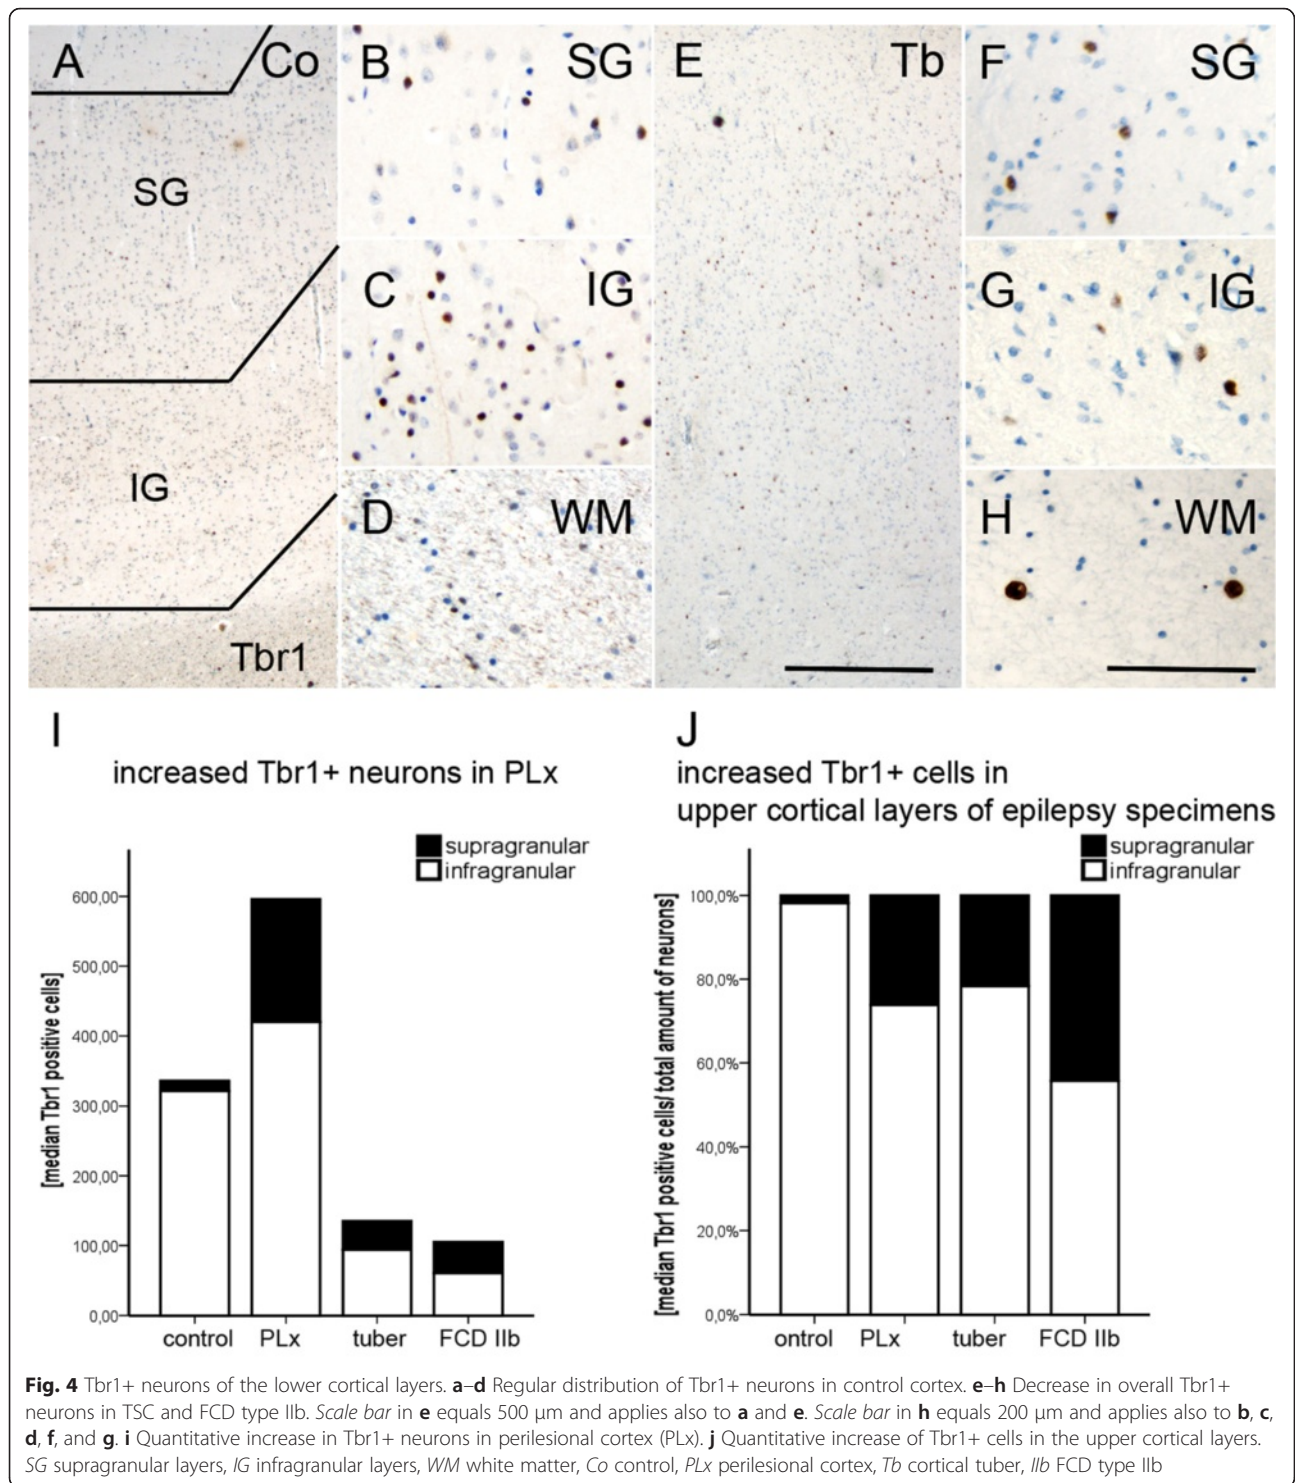 A Co
SG
IG
Tbr1
B SG
C IG
D WM
E Tb
F SG
G IG
H WM
I
increased Tbr1+ neurons in PLx
supragranular
infragranular
[median Tbr1 positive cells]
600,00
500,00
400,00
300,00
200,00
100,00
0,00
control PLx tuber FCD IIb
J
increased Tbr1+ cells in
upper cortical layers of epilepsy specimens
supragranular
infragranular
[median Tbr1 positive cells/ total amount of neurons]
100,0%
80,0%
60,0%
40,0%
20,0%
0,0%
ontrol PLx tuber FCD IIb
Fig. 4 Tbr1+ neurons of the lower cortical layers. a–d Regular distribution of Tbr1+ neurons in control cortex. e–h Decrease in overall Tbr1+
neurons in TSC and FCD type IIb. Scale bar in e equals 500 μm and applies also to a and e. Scale bar in h equals 200 μm and applies also to b, c,
d, f, and g. i Quantitative increase in Tbr1+ neurons in perilesional cortex (PLx). j Quantitative increase of Tbr1+ cells in the upper cortical layers.
SG supragranular layers, IG infragranular layers, WM white matter, Co control, PLx perilesional cortex, Tb cortical tuber, IIb FCD type IIb